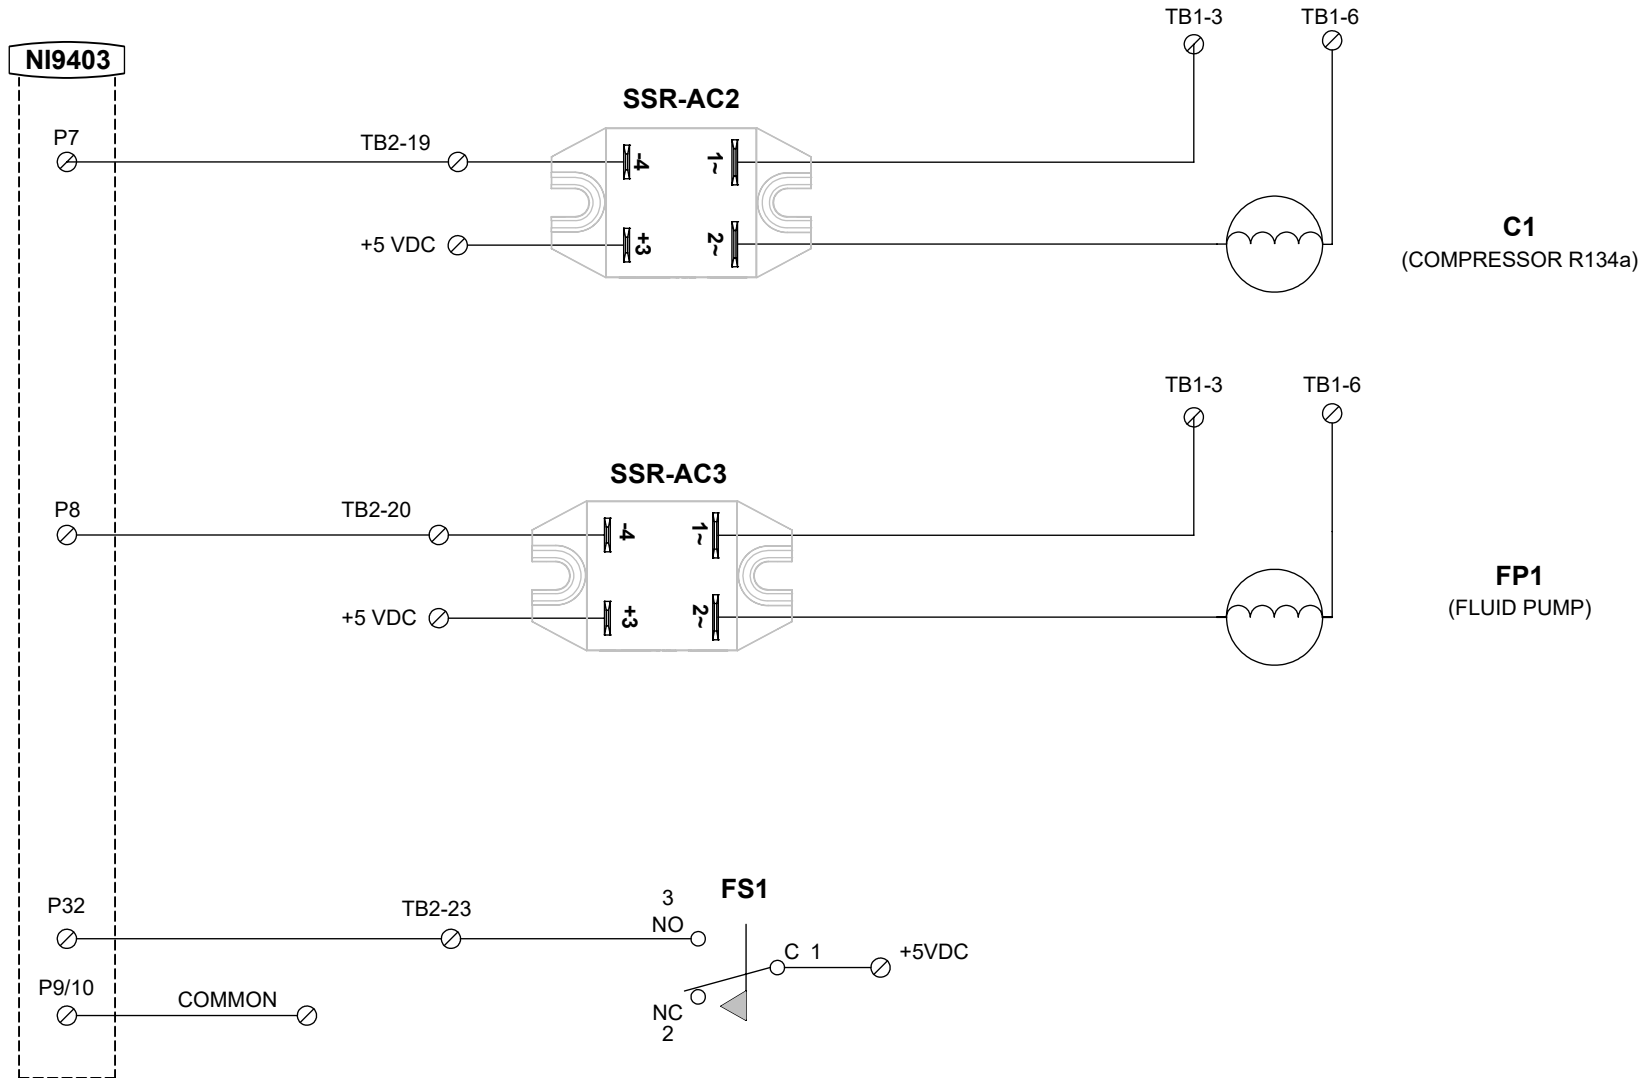 TB1-3
TB1-6
NI9403
SSR-AC2
P7
TB2-19
-4
1~
+5 VDC
+3
2~
C1
(COMPRESSOR R134a)
TB1-3
TB1-6
SSR-AC3
P8
TB2-20
-4
1~
+5 VDC
+3
2~
FP1
(FLUID PUMP)
FS1
P32
TB2-23
3
NO
C 1
+5VDC
P9/10
COMMON
NC
2